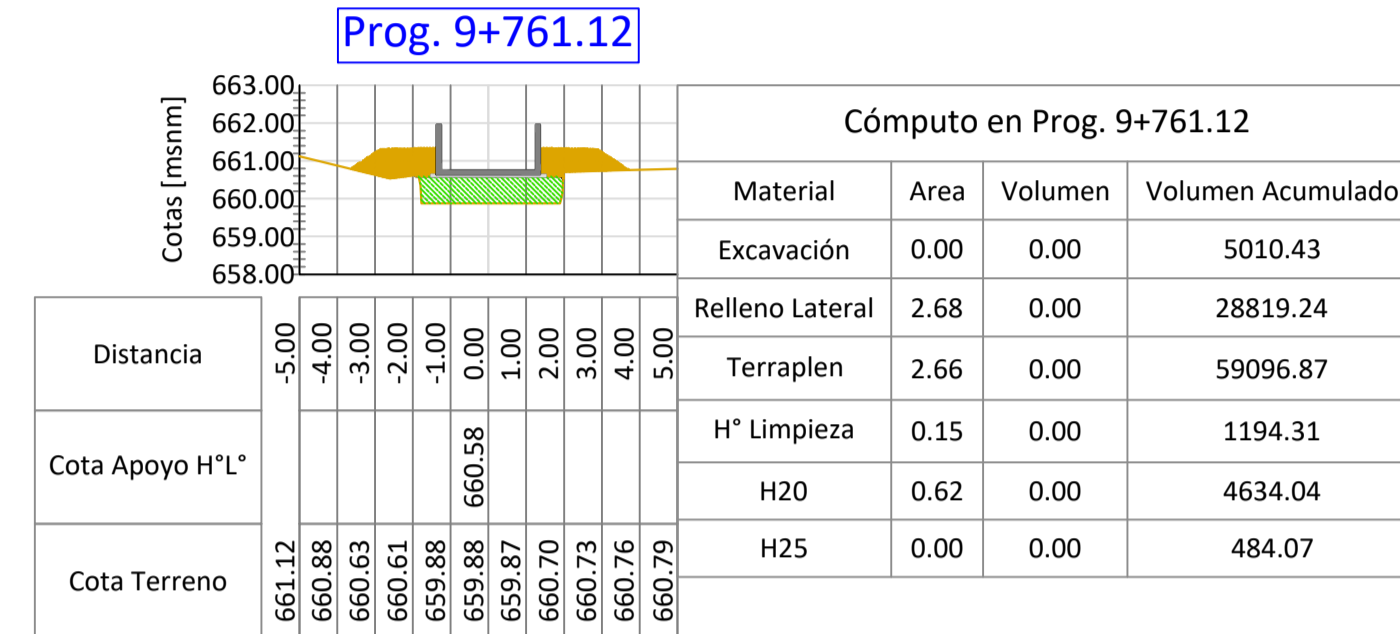 Prog. 9+761.12
Cotas [msnm]
663.00
662.00
661.00
660.00
659.00
658.00
Distancia -5.00 -4.00 -3.00 -2.00 -1.00 0.00 1.00 2.00 3.00 4.00 5.00
Cota Apoyo H°L° 660.58
Cota Terreno 661.12 660.88 660.63 660.61 659.88 659.88 659.87 660.70 660.73 660.76 660.79
Cómputo en Prog. 9+761.12
Material Area Volumen Volumen Acumulado
Excavación 0.00 0.00 5010.43
Relleno Lateral 2.68 0.00 28819.24
Terraplen 2.66 0.00 59096.87
H° Limpieza 0.15 0.00 1194.31
H20 0.62 0.00 4634.04
H25 0.00 0.00 484.07